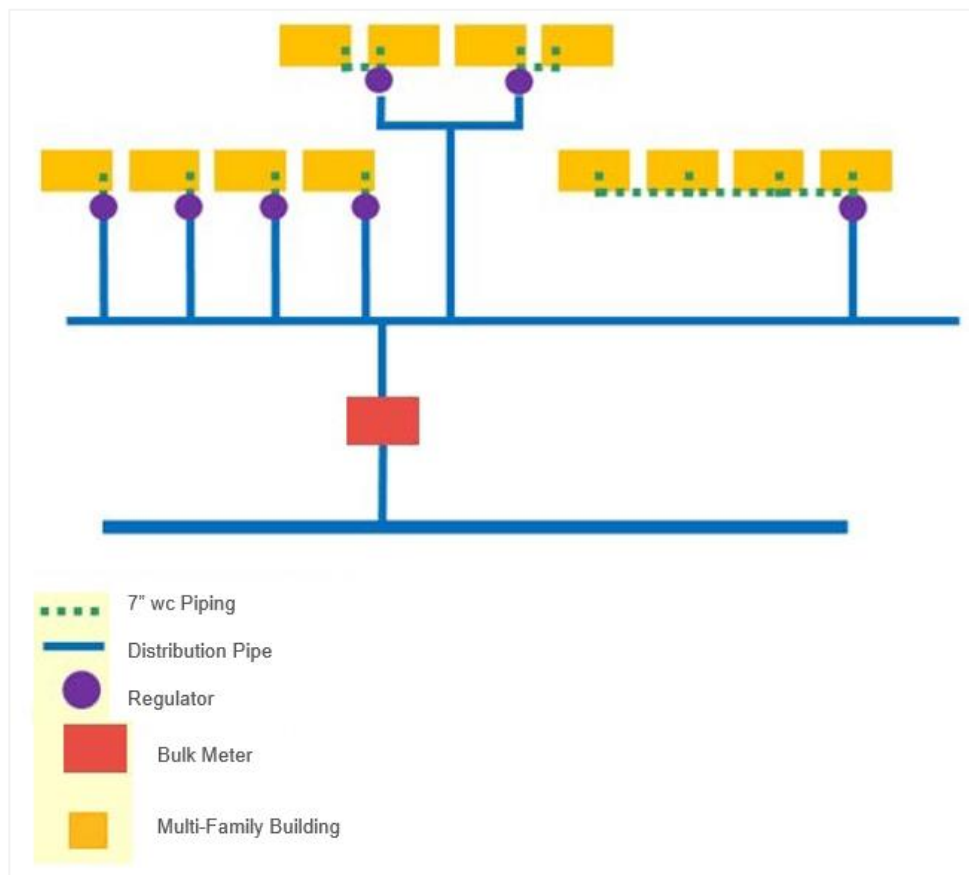 7” wc Piping
Distribution Pipe
Regulator
Bulk Meter
Multi-Family Building